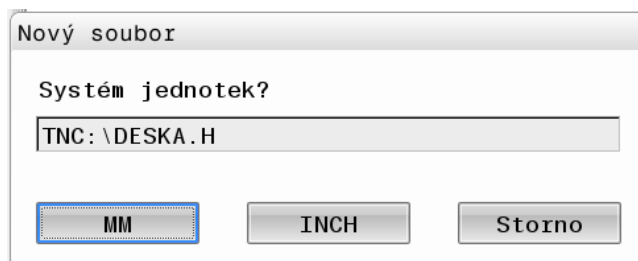 Nový soubor
Systém jednotek?
TNC:\DESKA.H
MM INCH Storno